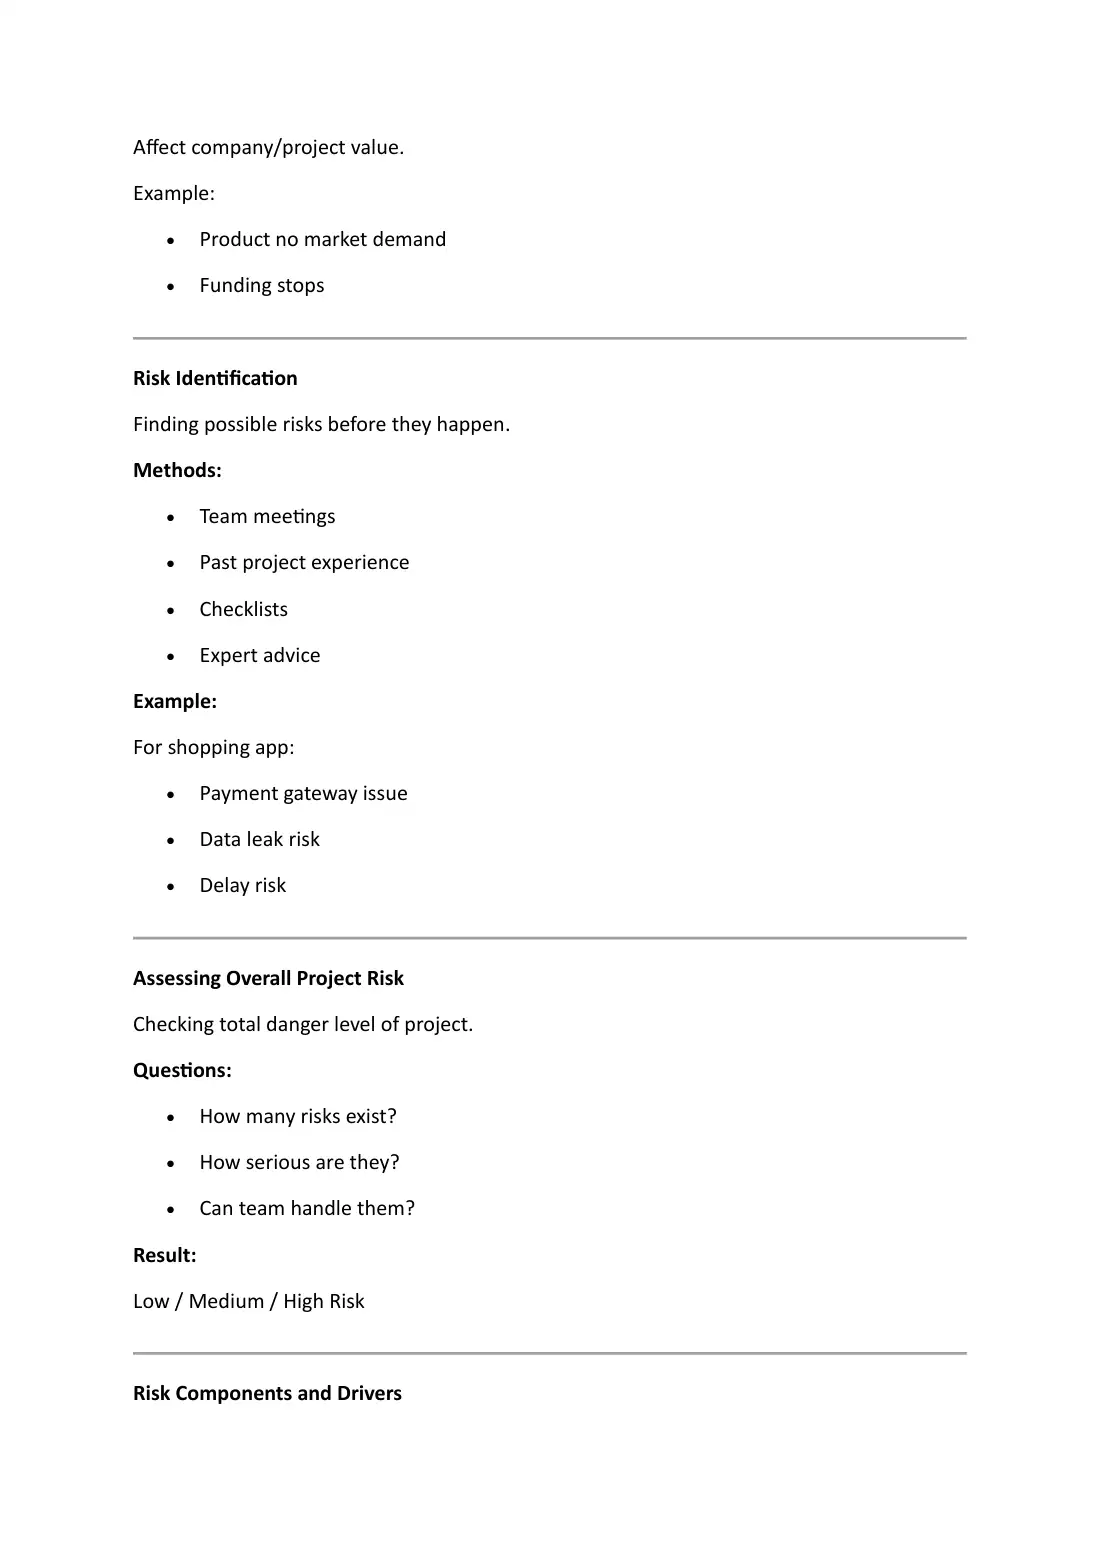 Affect company/project value.
Example:
• Product no market demand
• Funding stops
Risk Identification
Finding possible risks before they happen.
Methods:
• Team meetings
• Past project experience
• Checklists
• Expert advice
Example:
For shopping app:
• Payment gateway issue
• Data leak risk
• Delay risk
Assessing Overall Project Risk
Checking total danger level of project.
Questions:
• How many risks exist?
• How serious are they?
• Can team handle them?
Result:
Low / Medium / High Risk
Risk Components and Drivers